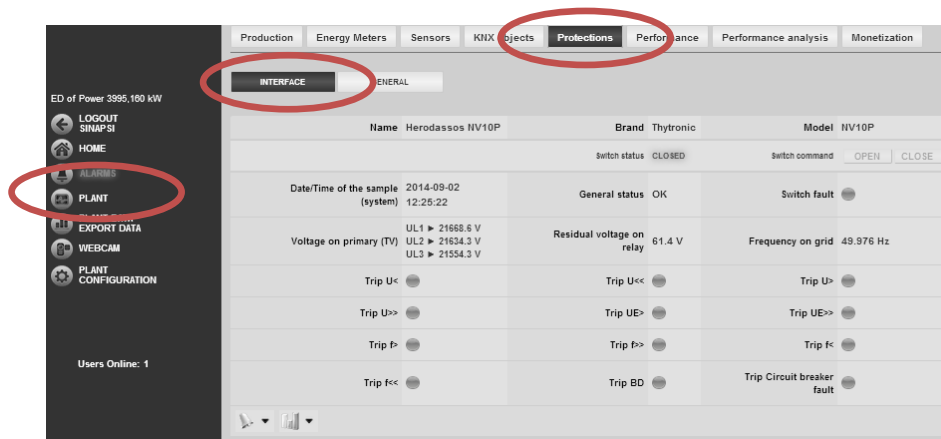 Production Energy Meters Sensors KNX Objects Protections Performance Performance analysis Monetization
INTERFACE GENERAL
ED of Power 3995,160 kW
LOGOUT
SINAPSI
HOME
ALARMS
PLANT
EXPORT DATA
WEBCAM
PLANT
CONFIGURATION
Users Online: 1
Name Herodassos NV10P Brand Thytronic Model NV10P
Switch status CLOSED Switch command OPEN CLOSE
Date/Time of the sample (system) 2014-09-02 12:25:22 General status OK Switch fault
Voltage on primary (TV) UL1 ► 21668.6 V
UL2 ► 21634.3 V
UL3 ► 21554.3 V
Residual voltage on relay 61.4 V Frequency on grid 49.976 Hz
Trip U< Trip U<< Trip U>
Trip U>> Trip UE> Trip UE>>
Trip f> Trip f>> Trip f<
Trip f<< Trip BD Trip Circuit breaker fault